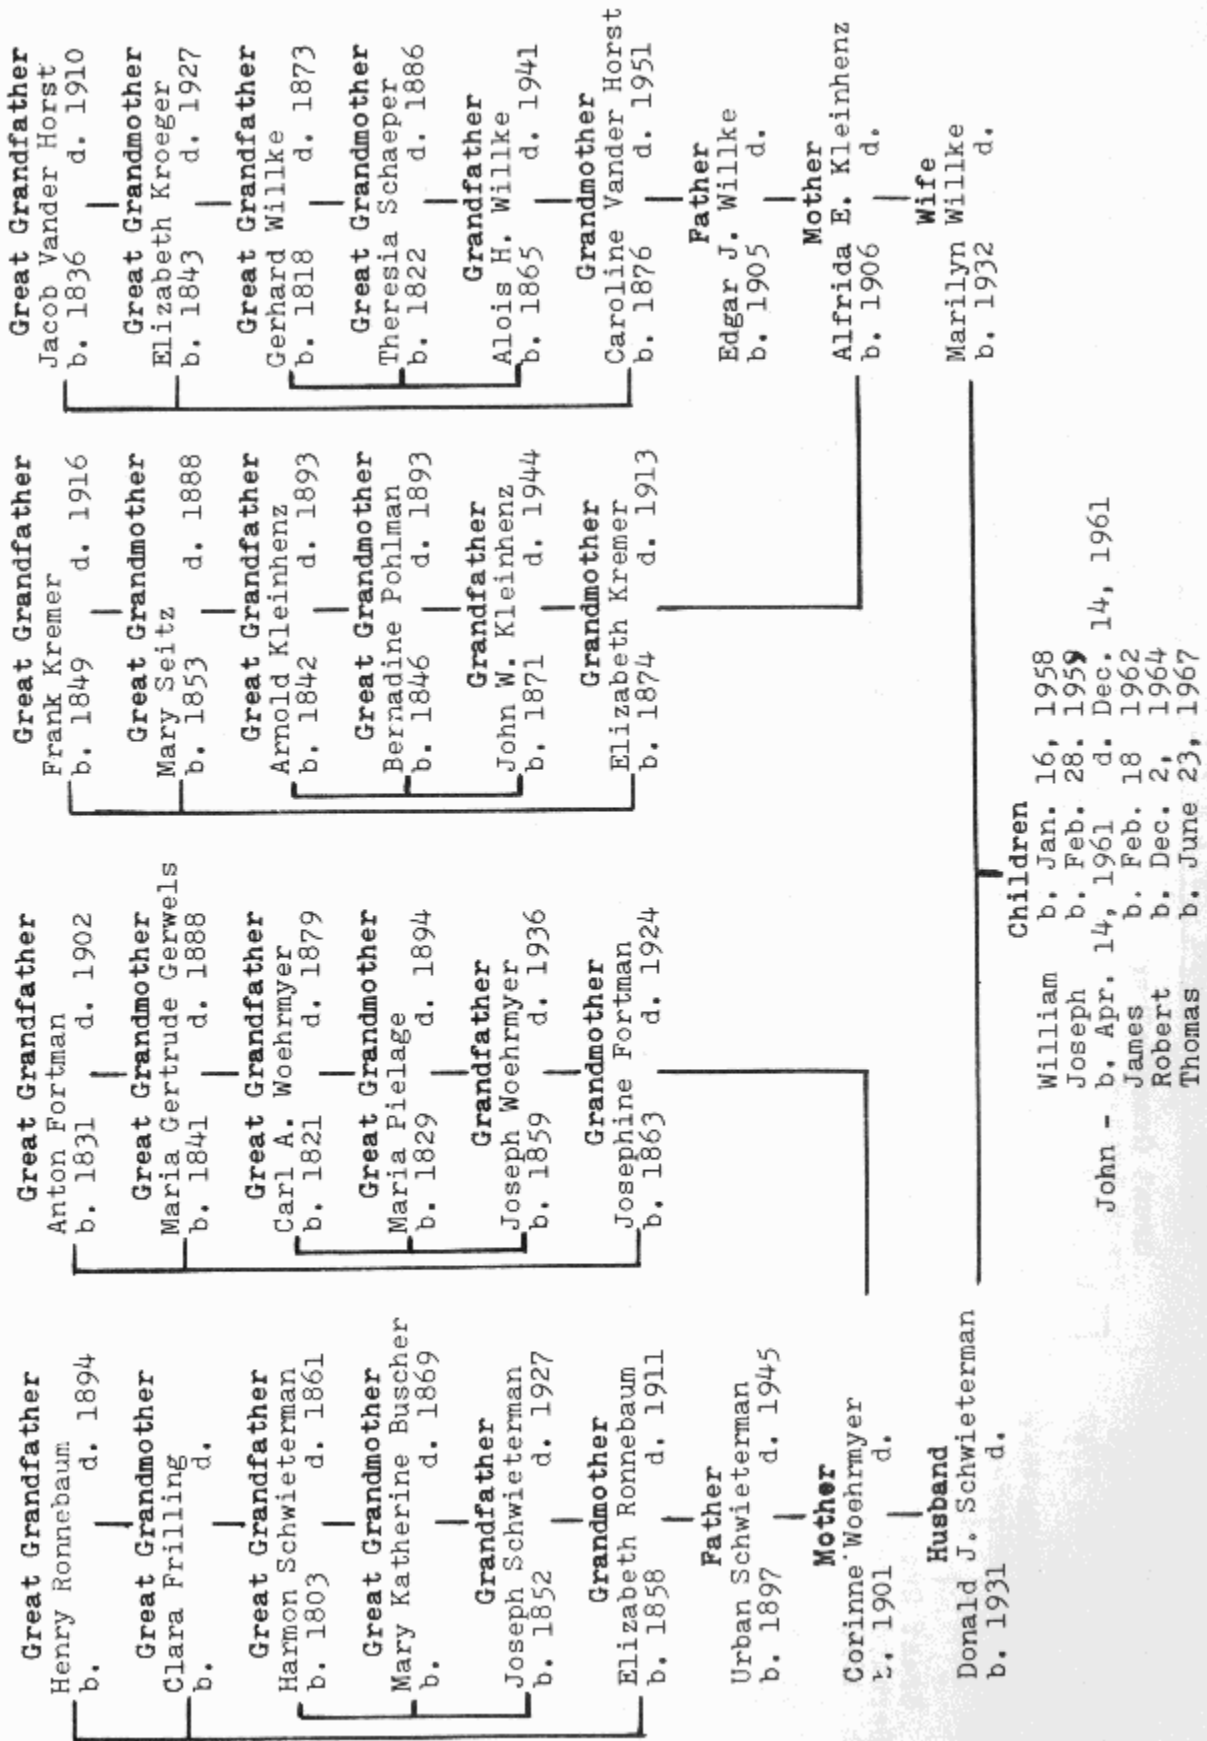 Great Grandfather
Henry Ronnebaum
b. d. 1894
Great Grandmother
Clara Frilling
b. d.
Great Grandfather
Harmon Schwieterman
b. 1803 d. 1861
Great Grandmother
Mary Katherine Buscher
b. d. 1869
Grandfather
Joseph Schwieterman
b. 1852 d. 1927
Grandmother
Elizabeth Ronnebaum
b. 1858 d. 1911
Father
Urban Schwieterman
b. 1897 d. 1945
Mother
Corinne Woehrmyer
b. 1901 d.
Husband
Donald J. Schwieterman
b. 1931 d.
Great Grandfather
Anton Fortman
b. 1831 d. 1902
Great Grandmother
Maria Gertrude Gerwels
b. 1841 d. 1888
Great Grandfather
Carl A. Woehrmyer
b. 1821 d. 1879
Great Grandmother
Maria Pielage
b. 1829 d. 1894
Grandfather
Joseph Woehrmyer
b. 1859 d. 1936
Grandmother
Josephine Fortman
b. 1863 d. 1924
Great Grandfather
Frank Kremer
b. 1849 d. 1916
Great Grandmother
Mary Seitz
b. 1853 d. 1888
Great Grandfather
Arnold Kleinhenz
b. 1842 d. 1893
Great Grandmother
Bernadine Pohlman
b. 1846 d. 1893
Grandfather
John W. Kleinhenz
b. 1871 d. 1944
Grandmother
Elizabeth Kremer
b. 1874 d. 1913
Great Grandfather
Jacob Vander Horst
b. 1836 d. 1910
Great Grandmother
Elizabeth Kroeger
b. 1843 d. 1927
Great Grandfather
Gerhard Willke
b. 1818 d. 1873
Great Grandmother
Theresia Schaeper
b. 1822 d. 1886
Grandfather
Alois H. Willke
b. 1865 d. 1941
Grandmother
Caroline Vander Horst
b. 1876 d. 1951
Father
Edgar J. Willke
b. 1905 d.
Mother
Alfrida E. Kleinhenz
b. 1906 d.
Wife
Marilyn Willke
b. 1932 d.
Children
William b. Jan. 16, 1958
Joseph b. Feb. 28. 1959
John - b. Apr. 14, 1961 d. Dec. 14, 1961
James b. Feb. 18 1962
Robert b. Dec. 2, 1964
Thomas b. June 23, 1967